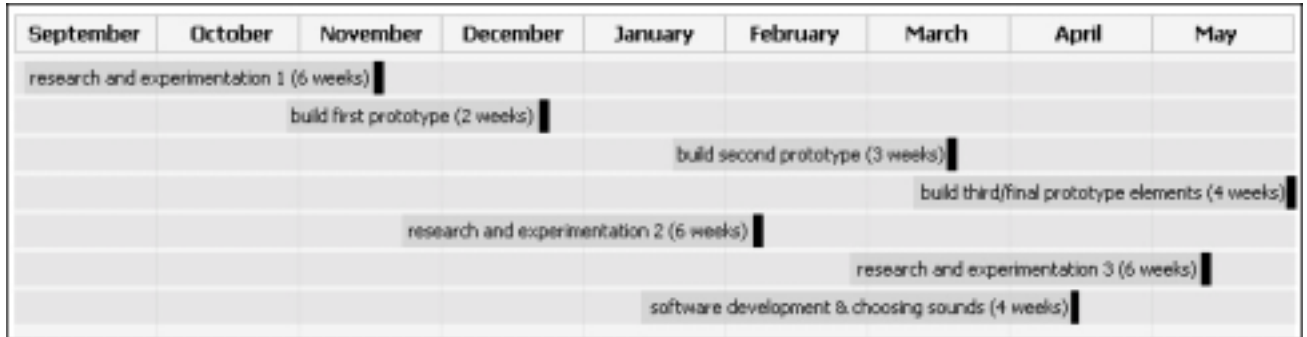 September October November December January February March April May
research and experimentation 1 (6 weeks)
build first prototype (2 weeks)
build second prototype (3 weeks)
build third/final prototype elements (4 weeks)
research and experimentation 2 (6 weeks)
research and experimentation 3 (6 weeks)
software development & choosing sounds (4 weeks)